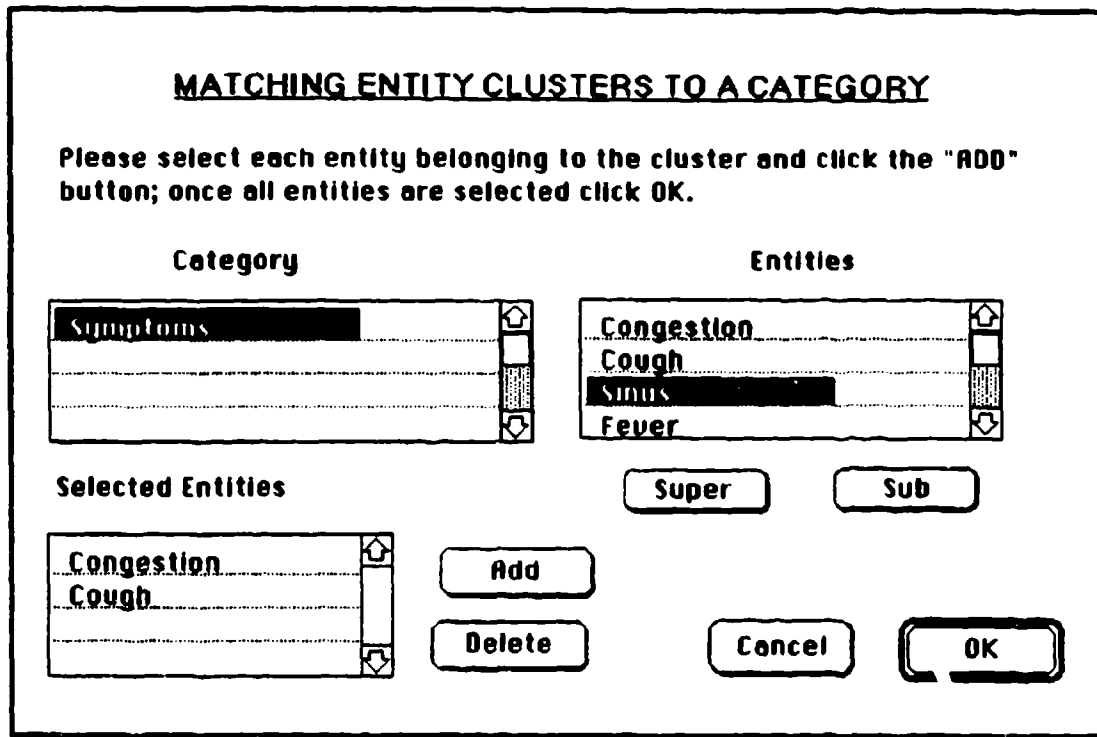 MATCHING ENTITY CLUSTERS TO A CATEGORY
Please select each entity belonging to the cluster and click the "ADD"
button; once all entities are selected click OK.
Category
Entities
Symptoms
Congestion
Cough
Sinus
Fever
Selected Entities
Super
Sub
Congestion
Cough
Add
Delete
Cancel
OK